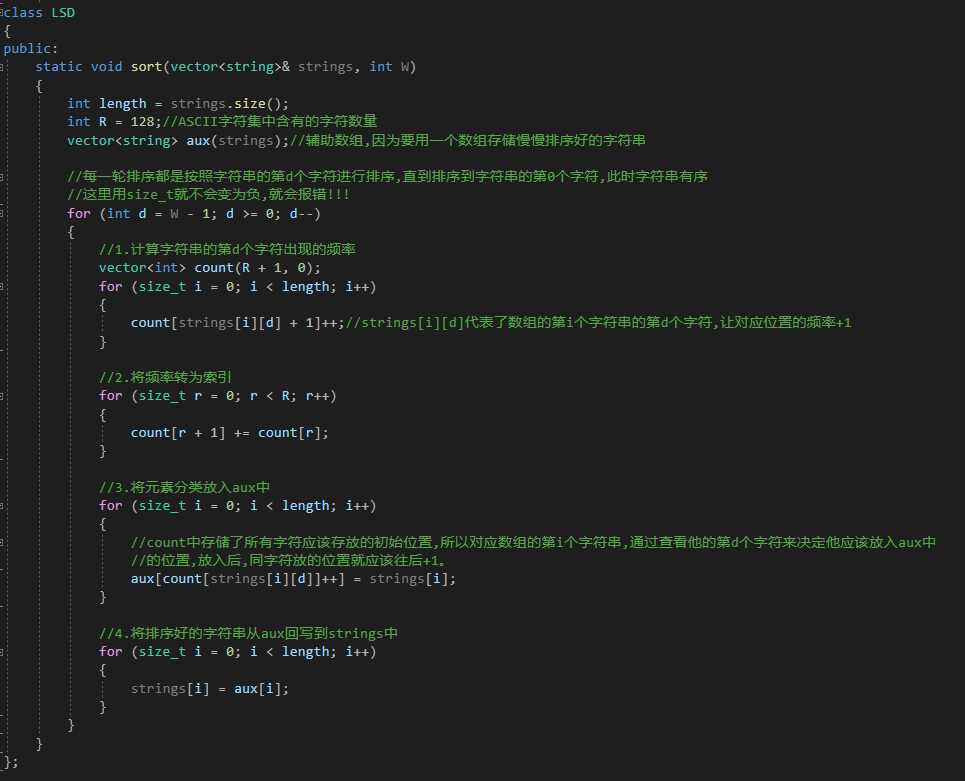 class LSD
{
public:
    static void sort(vector<string>& strings, int W)
    {
        int length = strings.size();
        int R = 128;//ASCII字符集中含有的字符数量
        vector<string> aux(strings);//辅助数组,因为要用一个数组存储慢慢排序好的字符串

        //每一轮排序都是按照字符串的第d个字符进行排序,直到排序到字符串的第0个字符,此时字符串有序
        //这里用size_t就不会变为负,就会报错!!!
        for (int d = W - 1; d >= 0; d--)
        {
            //1.计算字符串的第d个字符出现的频率
            vector<int> count(R + 1, 0);
            for (size_t i = 0; i < length; i++)
            {
                count[strings[i][d] + 1]++;//strings[i][d]代表了数组的第i个字符串的第d个字符,让对应位置的频率+1
            }

            //2.将频率转为索引
            for (size_t r = 0; r < R; r++)
            {
                count[r + 1] += count[r];
            }

            //3.将元素分类放入aux中
            for (size_t i = 0; i < length; i++)
            {
                //count中存储了所有字符应该存放的初始位置,所以对应数组的第i个字符串,通过查看他的第d个字符来决定他应该放入aux中
                //的位置,放入后,同字符放的位置就应该往后+1。
                aux[count[strings[i][d]]++] = strings[i];
            }

            //4.将排序好的字符串从aux回写到strings中
            for (size_t i = 0; i < length; i++)
            {
                strings[i] = aux[i];
            }
        }
    }
};